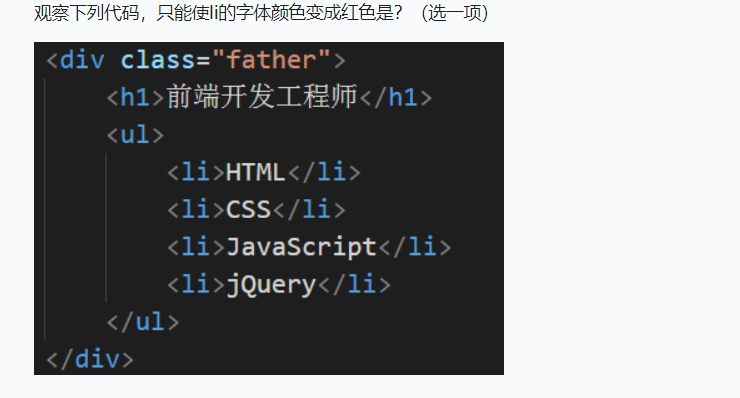 观察下列代码，只能使li的字体颜色变成红色是？（选一项）
<div class="father">
<h1>前端开发工程师</h1>
<ul>
<li>HTML</li>
<li>CSS</li>
<li>JavaScript</li>
<li>jQuery</li>
</ul>
</div>